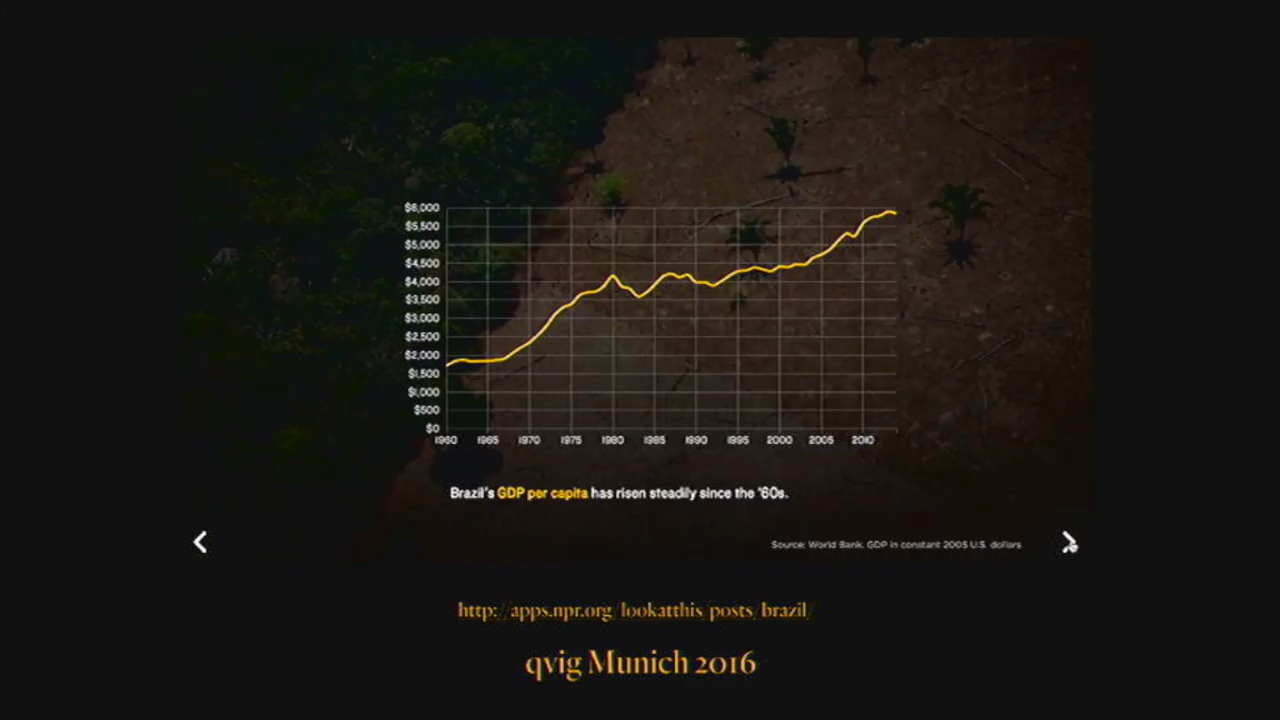 $6,000
$5,500
$5,000
$4,500
$4,000
$3,500
$3,000
$2,500
$2,000
$1,500
$1,000
$500
$0
1960 1965 1970 1975 1980 1985 1990 1995 2000 2005 2010
Brazil's GDP per capita has risen steadily since the '60s.
Source: World Bank. GDP in constant 2005 U.S. dollars
http://apps.npr.org/lookatthis/posts/brazil/
qvig Munich 2016